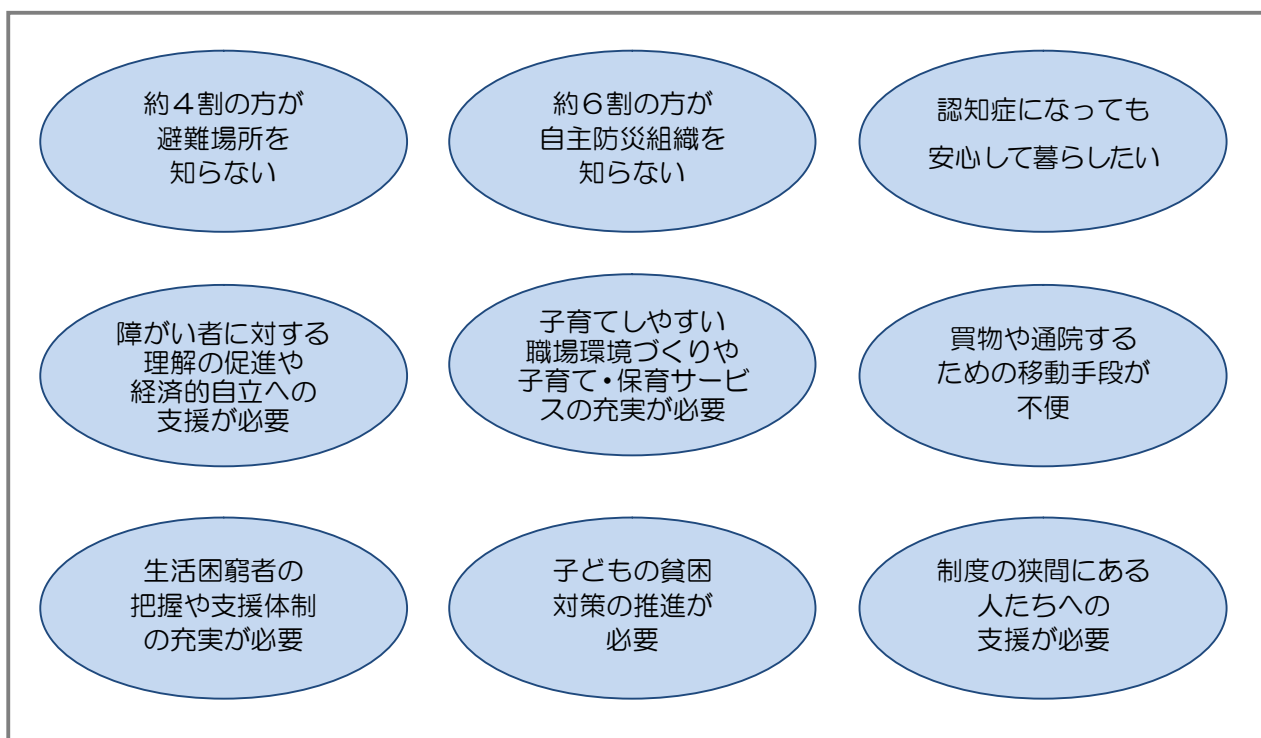 約４割の方が
避難場所を
知らない
約６割の方が
自主防災組織を
知らない
認知症になっても
安心して暮らしたい
障がい者に対する
理解の促進や
経済的自立への
支援が必要
子育てしやすい
職場環境づくりや
子育て・保育サービ
スの充実が必要
買物や通院する
ための移動手段が
不便
生活困窮者の
把握や支援体制
の充実が必要
子どもの貧困
対策の推進が
必要
制度の狭間にある
人たちへの
支援が必要